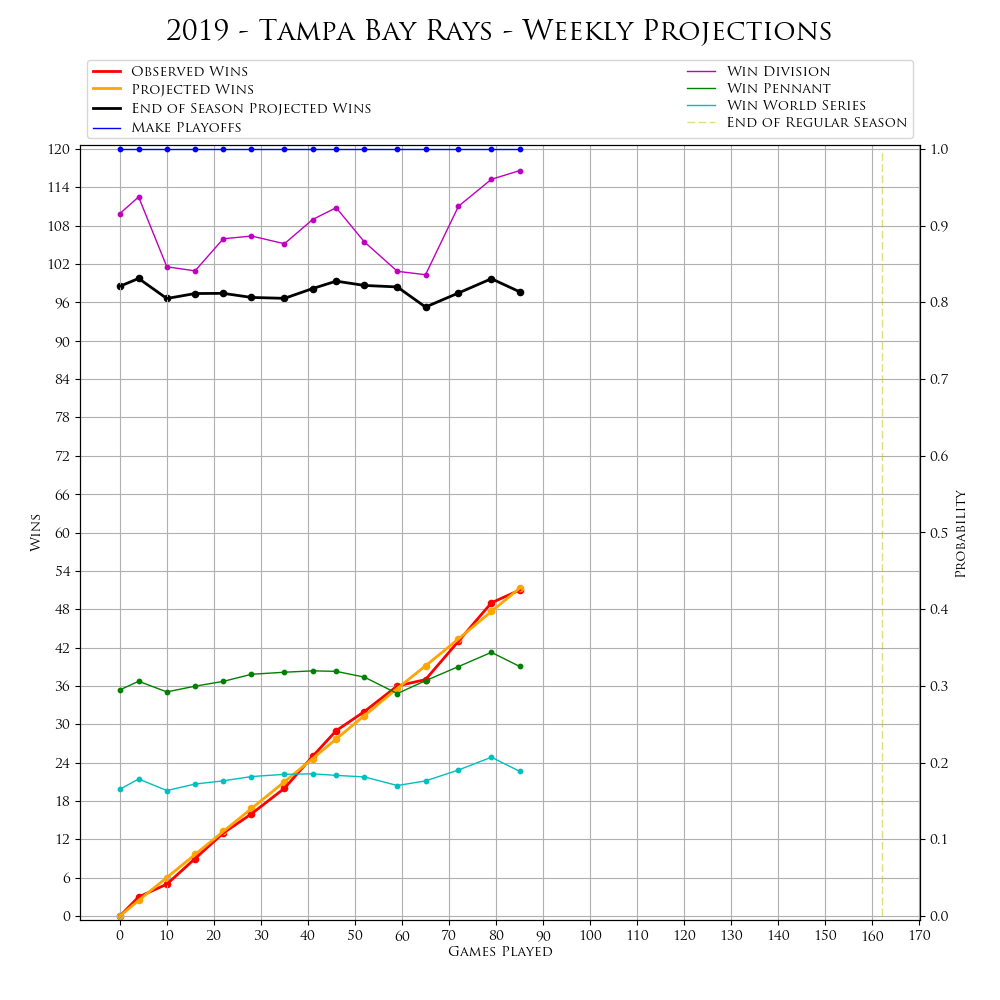 2019 - Tampa Bay Rays - Weekly Projections
Observed Wins
Projected Wins
End of Season Projected Wins
Make Playoffs
Win Division
Win Pennant
Win World Series
End of Regular Season
120
114
108
102
96
90
84
78
72
66
60
54
48
42
36
30
24
18
12
6
0
Wins
1.0
0.9
0.8
0.7
0.6
0.5
0.4
0.3
0.2
0.1
0.0
Probability
0 10 20 30 40 50 60 70 80 90 100 110 120 130 140 150 160 170
Games Played